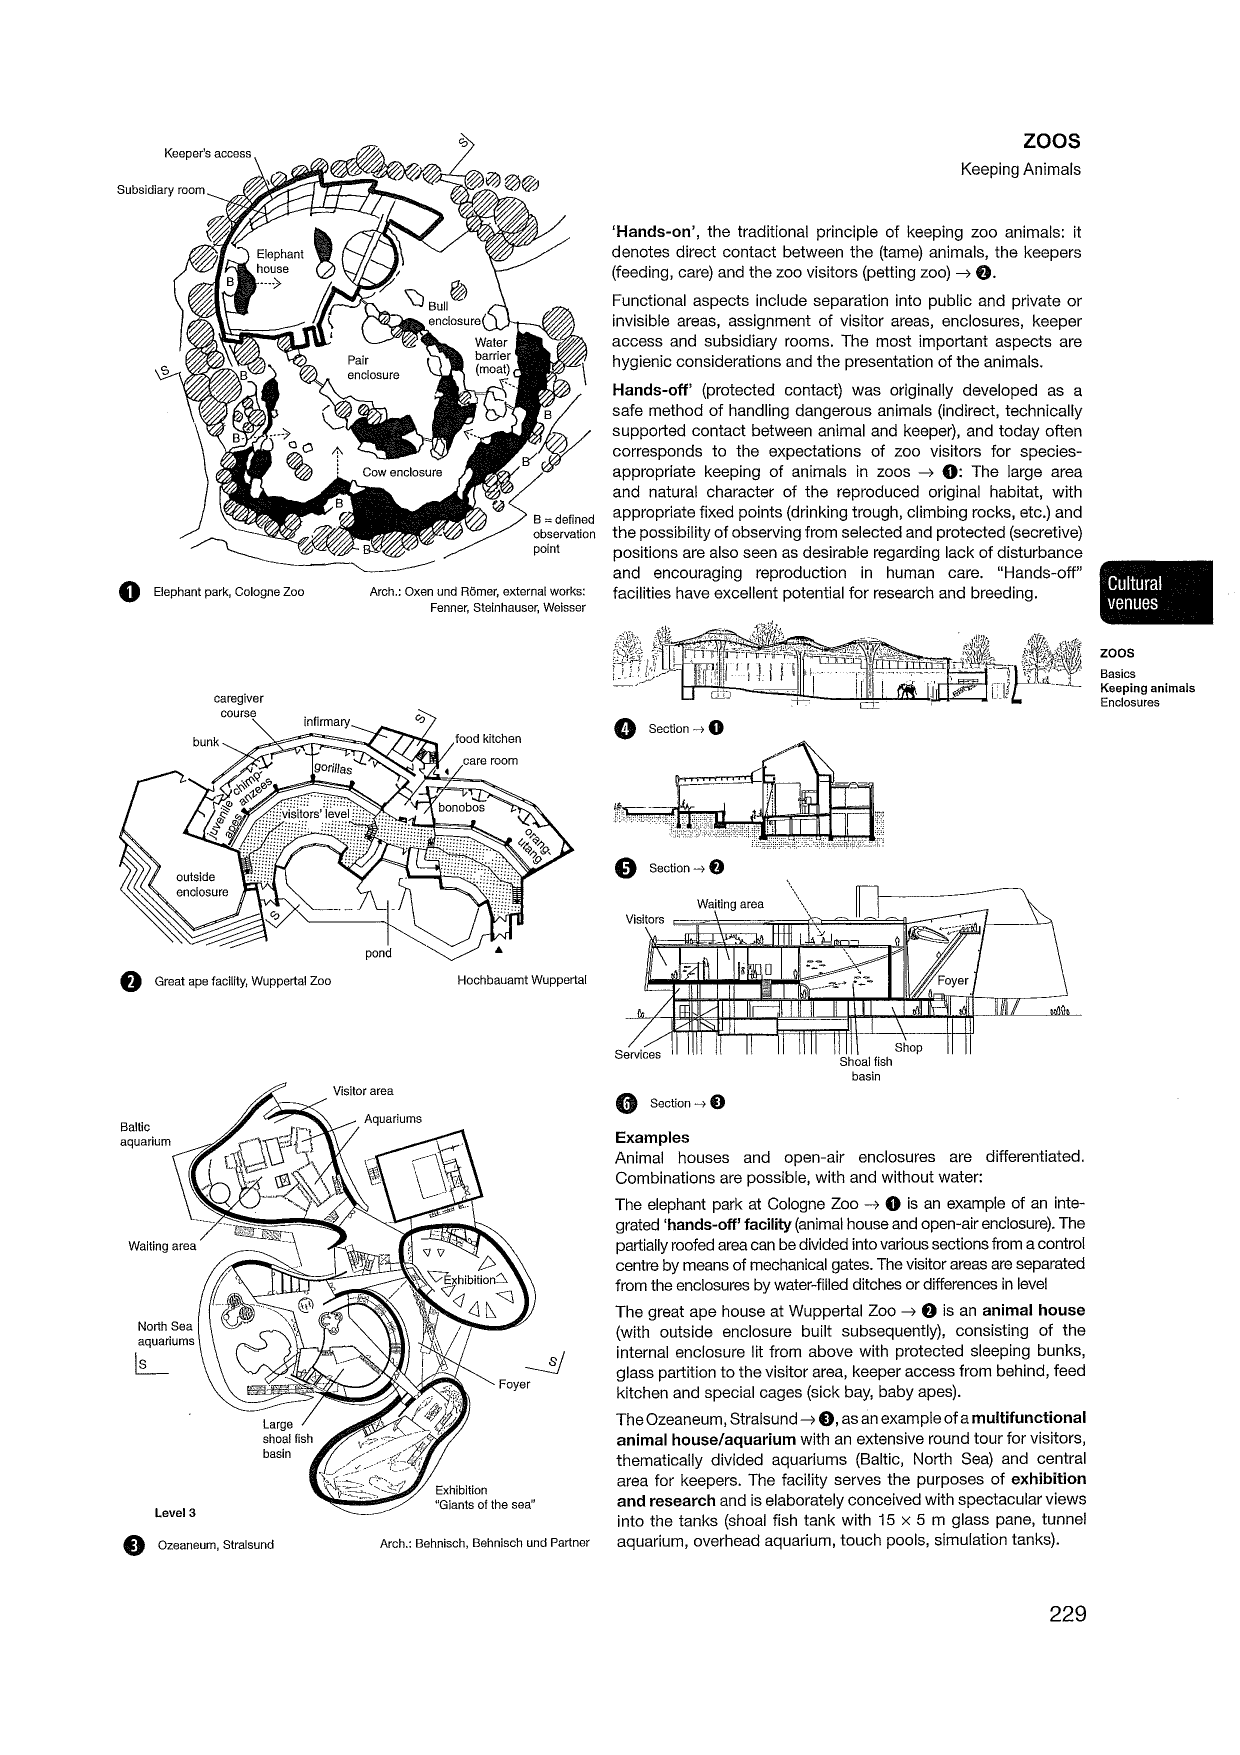 ZOOS
Keeping Animals
Keeper's access
Subsidiary room
Elephant
house
B
Bull
enclosure
Water
barrier
(moat)
Pair
enclosure
S
S
B
B
B
B
Cow enclosure
B
B
B = defined
observation
point
❶ Elephant park, Cologne Zoo Arch.: Oxen und Römer, external works:
Fenner, Steinhauser, Weisser
caregiver
course
infirmary
S
bunk
food kitchen
care room
gorillas
chimp-
anzees
juvenile
apes
visitors' level
bonobos
orang-
utang
outside
enclosure
S
pond
❷ Great ape facility, Wuppertal Zoo Hochbauamt Wuppertal
Visitor area
Baltic
aquarium
Aquariums
Waiting area
Exhibition
North Sea
aquariums
S
S
Foyer
Large
shoal fish
basin
Exhibition
"Giants of the sea"
Level 3
❸ Ozeaneum, Stralsund Arch.: Behnisch, Behnisch und Partner
'Hands-on', the traditional principle of keeping zoo animals: it
denotes direct contact between the (tame) animals, the keepers
(feeding, care) and the zoo visitors (petting zoo) → ❷.
Functional aspects include separation into public and private or
invisible areas, assignment of visitor areas, enclosures, keeper
access and subsidiary rooms. The most important aspects are
hygienic considerations and the presentation of the animals.
Hands-off' (protected contact) was originally developed as a
safe method of handling dangerous animals (indirect, technically
supported contact between animal and keeper), and today often
corresponds to the expectations of zoo visitors for species-
appropriate keeping of animals in zoos → ❶: The large area
and natural character of the reproduced original habitat, with
appropriate fixed points (drinking trough, climbing rocks, etc.) and
the possibility of observing from selected and protected (secretive)
positions are also seen as desirable regarding lack of disturbance
and encouraging reproduction in human care. "Hands-off"
facilities have excellent potential for research and breeding.
❹ Section → ❶
❺ Section → ❷
Waiting area
Visitors
Foyer
Services
Shop
Shoal fish
basin
❻ Section → ❸
Examples
Animal houses and open-air enclosures are differentiated.
Combinations are possible, with and without water:
The elephant park at Cologne Zoo → ❶ is an example of an inte-
grated 'hands-off' facility (animal house and open-air enclosure). The
partially roofed area can be divided into various sections from a control
centre by means of mechanical gates. The visitor areas are separated
from the enclosures by water-filled ditches or differences in level
The great ape house at Wuppertal Zoo → ❷ is an animal house
(with outside enclosure built subsequently), consisting of the
internal enclosure lit from above with protected sleeping bunks,
glass partition to the visitor area, keeper access from behind, feed
kitchen and special cages (sick bay, baby apes).
The Ozeaneum, Stralsund → ❸, as an example of a multifunctional
animal house/aquarium with an extensive round tour for visitors,
thematically divided aquariums (Baltic, North Sea) and central
area for keepers. The facility serves the purposes of exhibition
and research and is elaborately conceived with spectacular views
into the tanks (shoal fish tank with 15 × 5 m glass pane, tunnel
aquarium, overhead aquarium, touch pools, simulation tanks).
Cultural
venues
ZOOS
Basics
Keeping animals
Enclosures
229